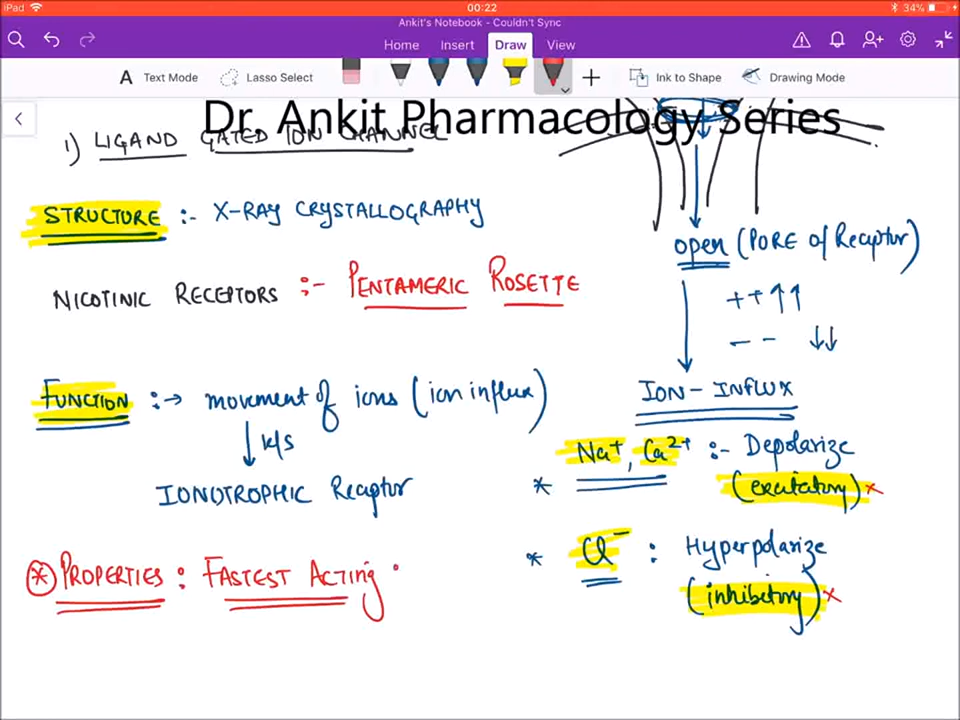 iPad
00:22
34%
Ankit's Notebook - Couldn't Sync
Home Insert Draw View
A Text Mode Lasso Select Ink to Shape Drawing Mode
Dr. Ankit Pharmacology Series
1) LIGAND GATED ION CHANNEL
STRUCTURE :- X-RAY CRYSTALLOGRAPHY
NICOTINIC RECEPTORS :- PENTAMERIC ROSETTE
FUNCTION :→ movement of ions (ion influx)
k/s
IONOTROPHIC Receptor
* PROPERTIES : FASTEST ACTING
open (PORE of Receptor)
++↑↑
-- ↓↓
ION-INFLUX
* Na+, Ca2+ :- Depolarize
(excitatory) x
* Cl- : Hyperpolarize
(inhibitory) x